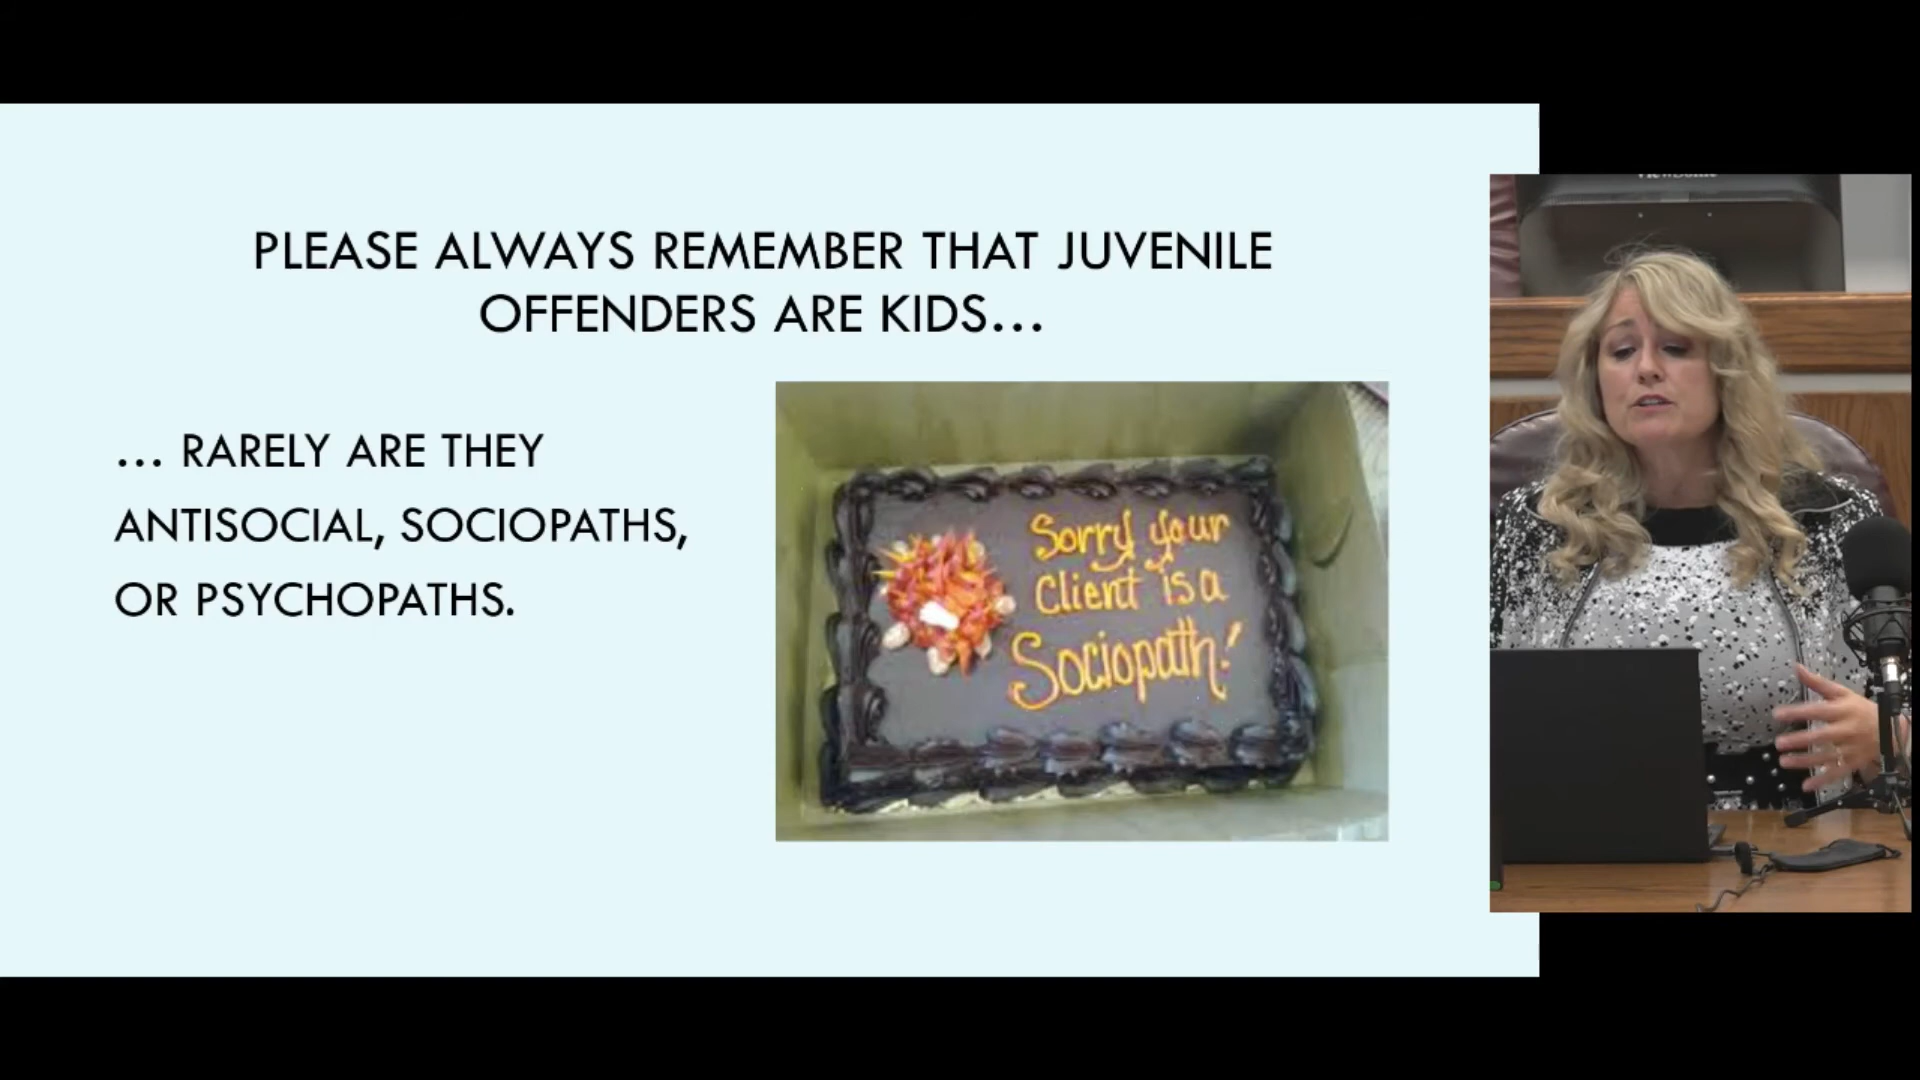 PLEASE ALWAYS REMEMBER THAT JUVENILE
OFFENDERS ARE KIDS...
... RARELY ARE THEY
ANTISOCIAL, SOCIOPATHS,
OR PSYCHOPATHS.
Sorry your
Client is a
Sociopath!